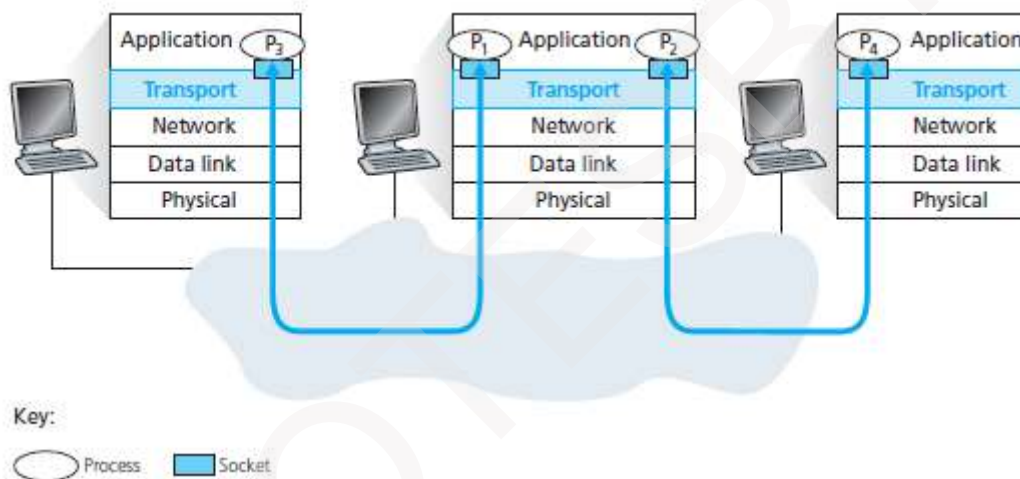 Application P3 P1 Application P2 P4 Application
Transport Transport Transport
Network Network Network
Data link Data link Data link
Physical Physical Physical
Key:
Process Socket